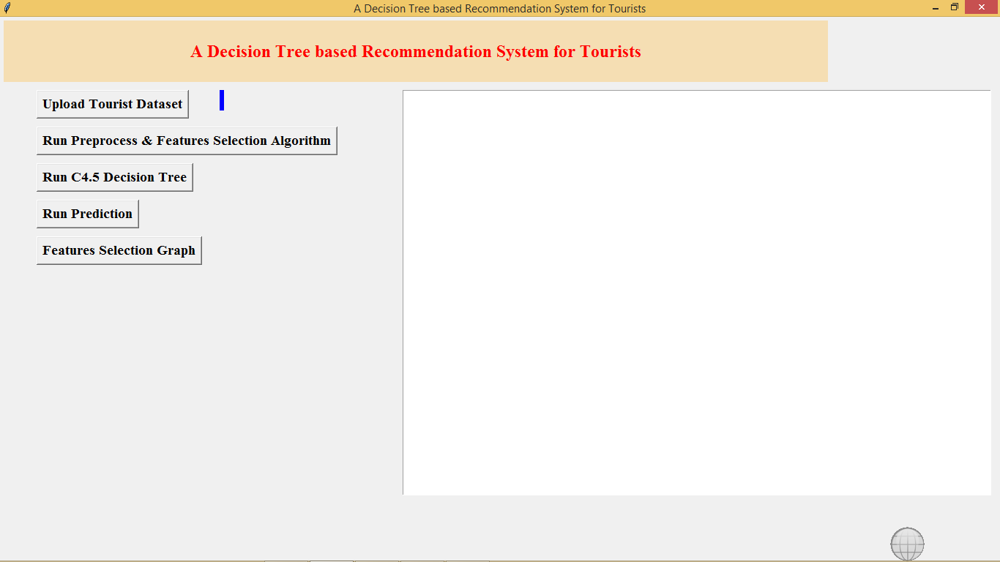 A Decision Tree based Recommendation System for Tourists
A Decision Tree based Recommendation System for Tourists
Upload Tourist Dataset
Run Preprocess & Features Selection Algorithm
Run C4.5 Decision Tree
Run Prediction
Features Selection Graph